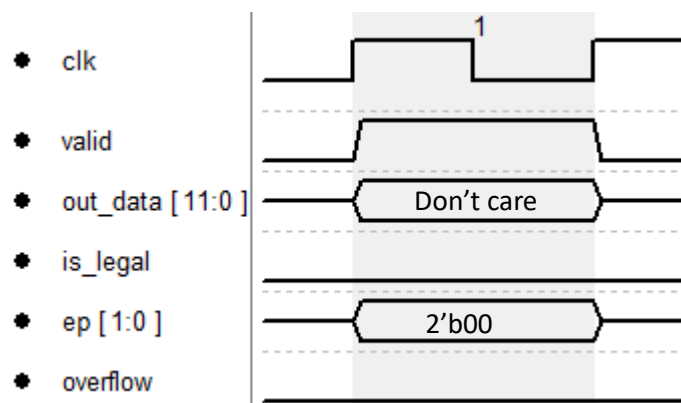 1
clk
valid
out_data [ 11:0 ] Don't care
is_legal
ep [ 1:0 ] 2'b00
overflow